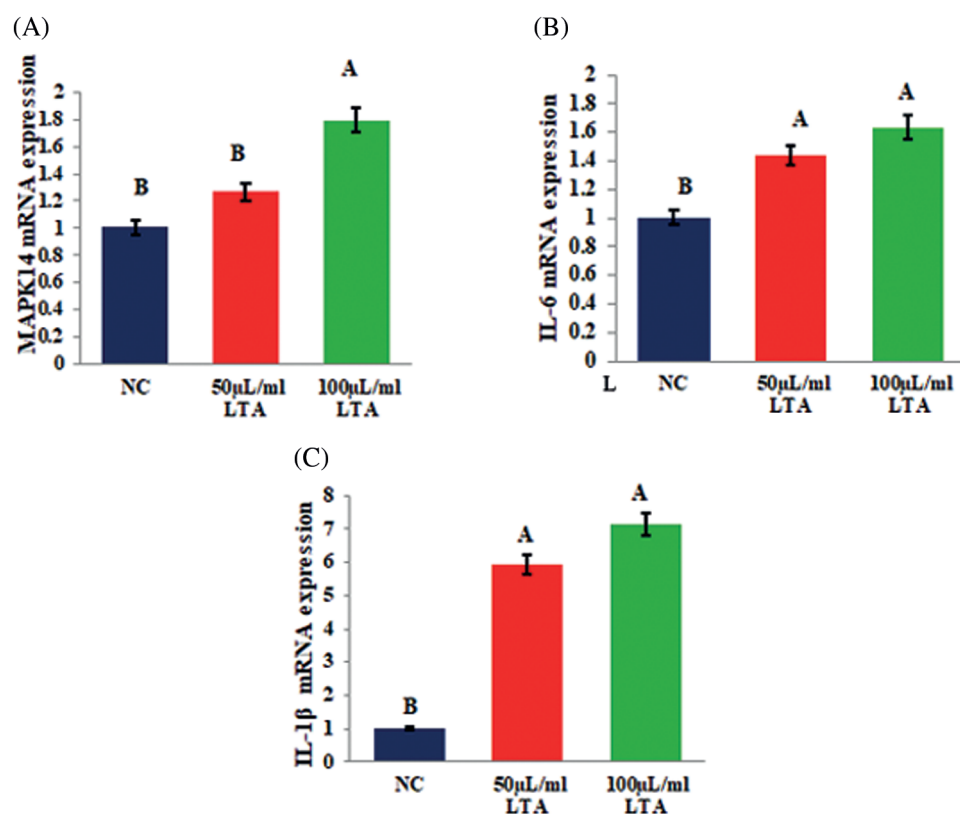 (A)
MAPK14 mRNA expression
2
1.8
1.6
1.4
1.2
1
0.8
0.6
0.4
0.2
0
B
B
A
NC
50µL/ml
LTA
100µL/ml
LTA
(B)
IL-6 mRNA expression
2
1.8
1.6
1.4
1.2
1
0.8
0.6
0.4
0.2
0
B
A
A
L
NC
50µL/ml
LTA
100µL/ml
LTA
(C)
IL-1β mRNA expression
8
7
6
5
4
3
2
1
0
B
A
A
NC
50µL/ml
LTA
100µL/ml
LTA